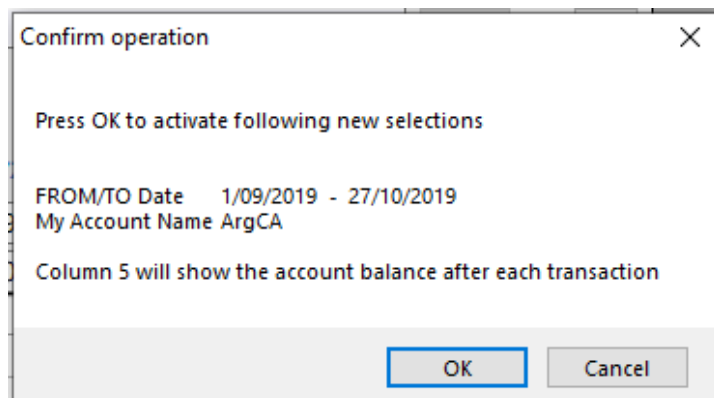 Confirm operation
Press OK to activate following new selections
FROM/TO Date 1/09/2019 - 27/10/2019
My Account Name ArgCA
Column 5 will show the account balance after each transaction
OK Cancel